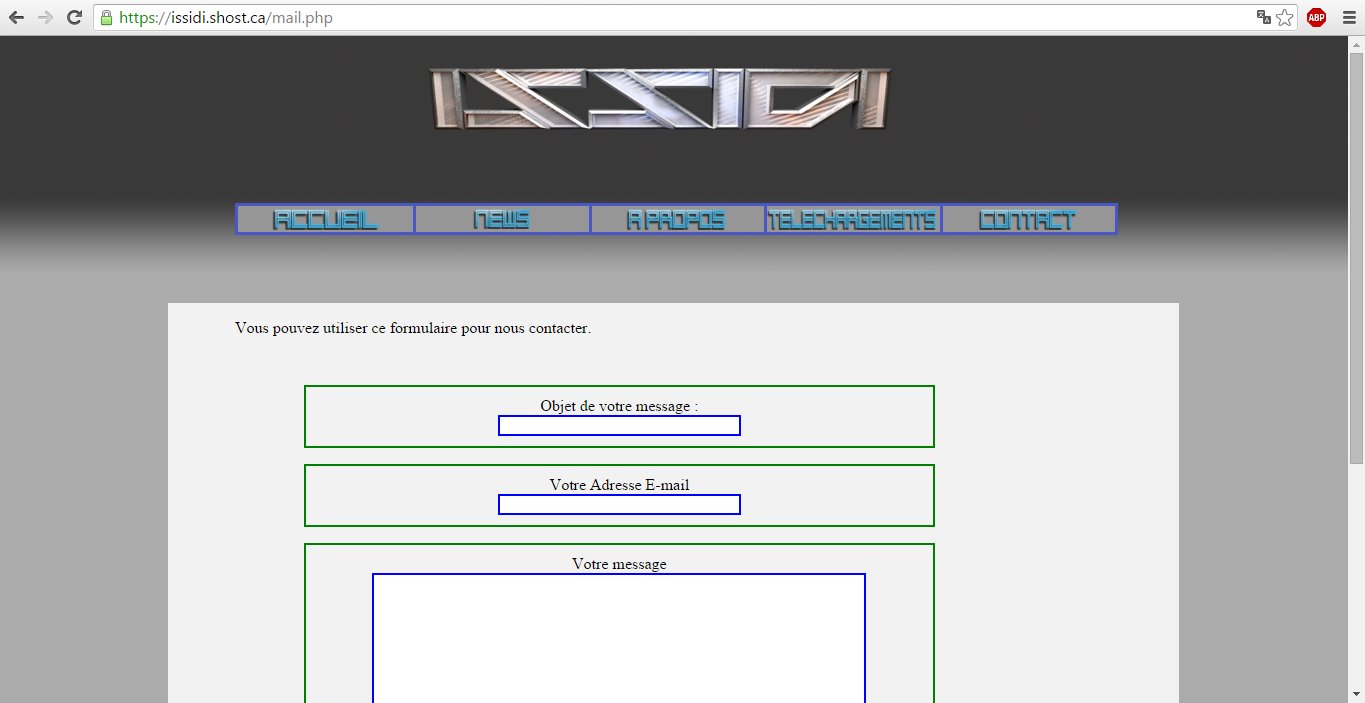 https://issidi.shost.ca/mail.php
ABP
ISSIDI
ACCUEIL NEWS A PROPOS TELECHARGEMENTS CONTACT
Vous pouvez utiliser ce formulaire pour nous contacter.
Objet de votre message :
Votre Adresse E-mail
Votre message